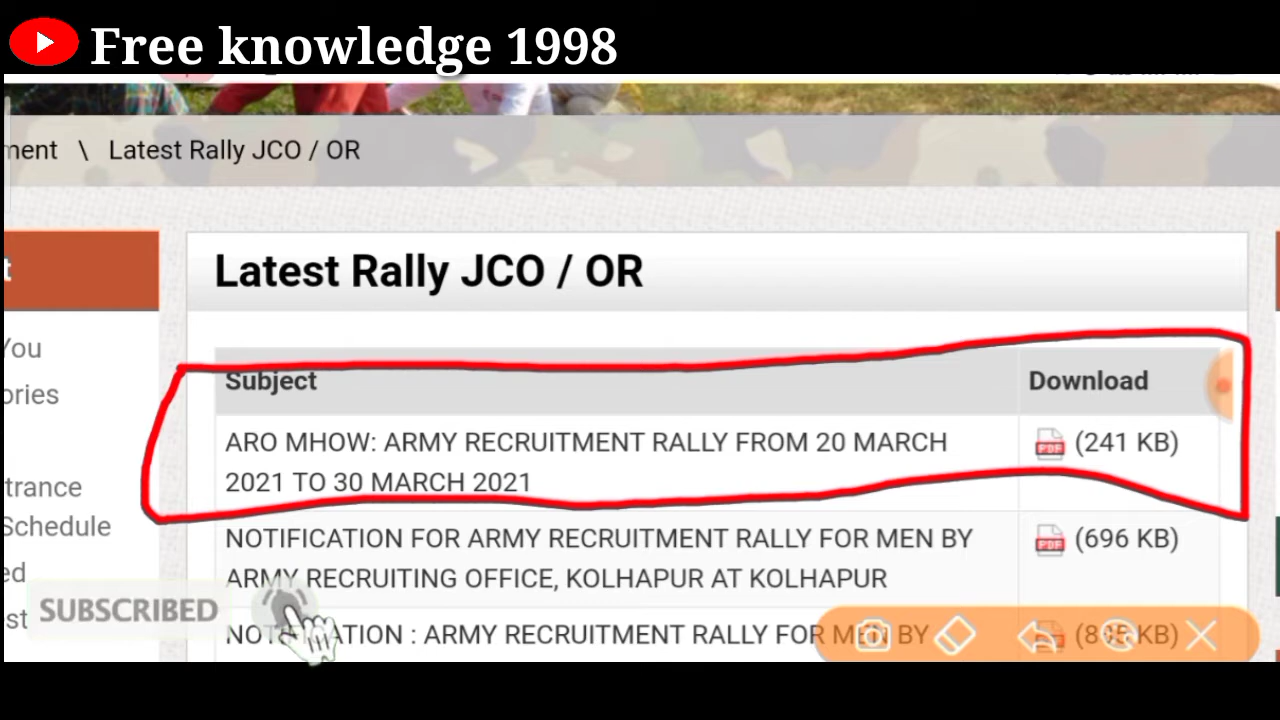 Free knowledge 1998
ment \ Latest Rally JCO / OR
t
Latest Rally JCO / OR
You
Subject Download
ories
ARO MHOW: ARMY RECRUITMENT RALLY FROM 20 MARCH (241 KB)
2021 TO 30 MARCH 2021
trance
Schedule
NOTIFICATION FOR ARMY RECRUITMENT RALLY FOR MEN BY (696 KB)
ARMY RECRUITING OFFICE, KOLHAPUR AT KOLHAPUR
ed
SUBSCRIBED
st
NOTIFICATION : ARMY RECRUITMENT RALLY FOR MEN BY